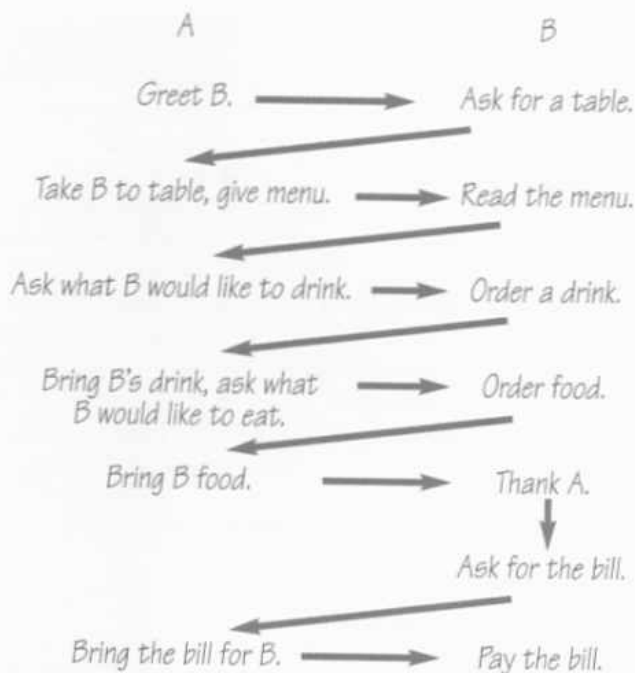 A B
Greet B. Ask for a table.
Take B to table, give menu. Read the menu.
Ask what B would like to drink. Order a drink.
Bring B's drink, ask what Order food.
B would like to eat.
Bring B food. Thank A.
Ask for the bill.
Bring the bill for B. Pay the bill.